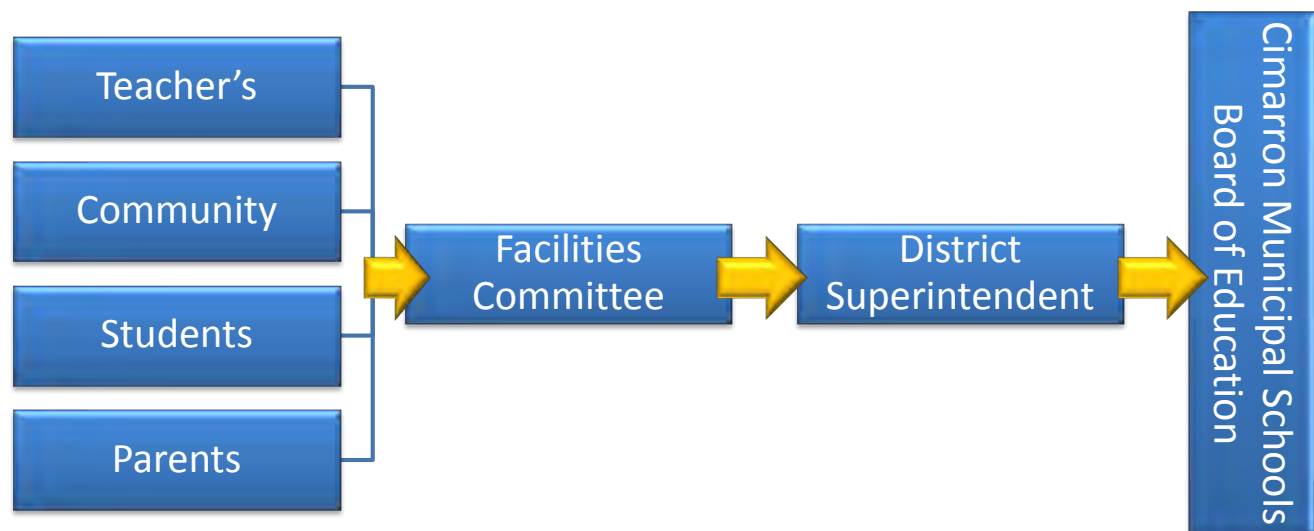 Teacher’s
Community
Students
Parents
Facilities
Committee
District
Superintendent
Cimarron Municipal Schools
Board of Education